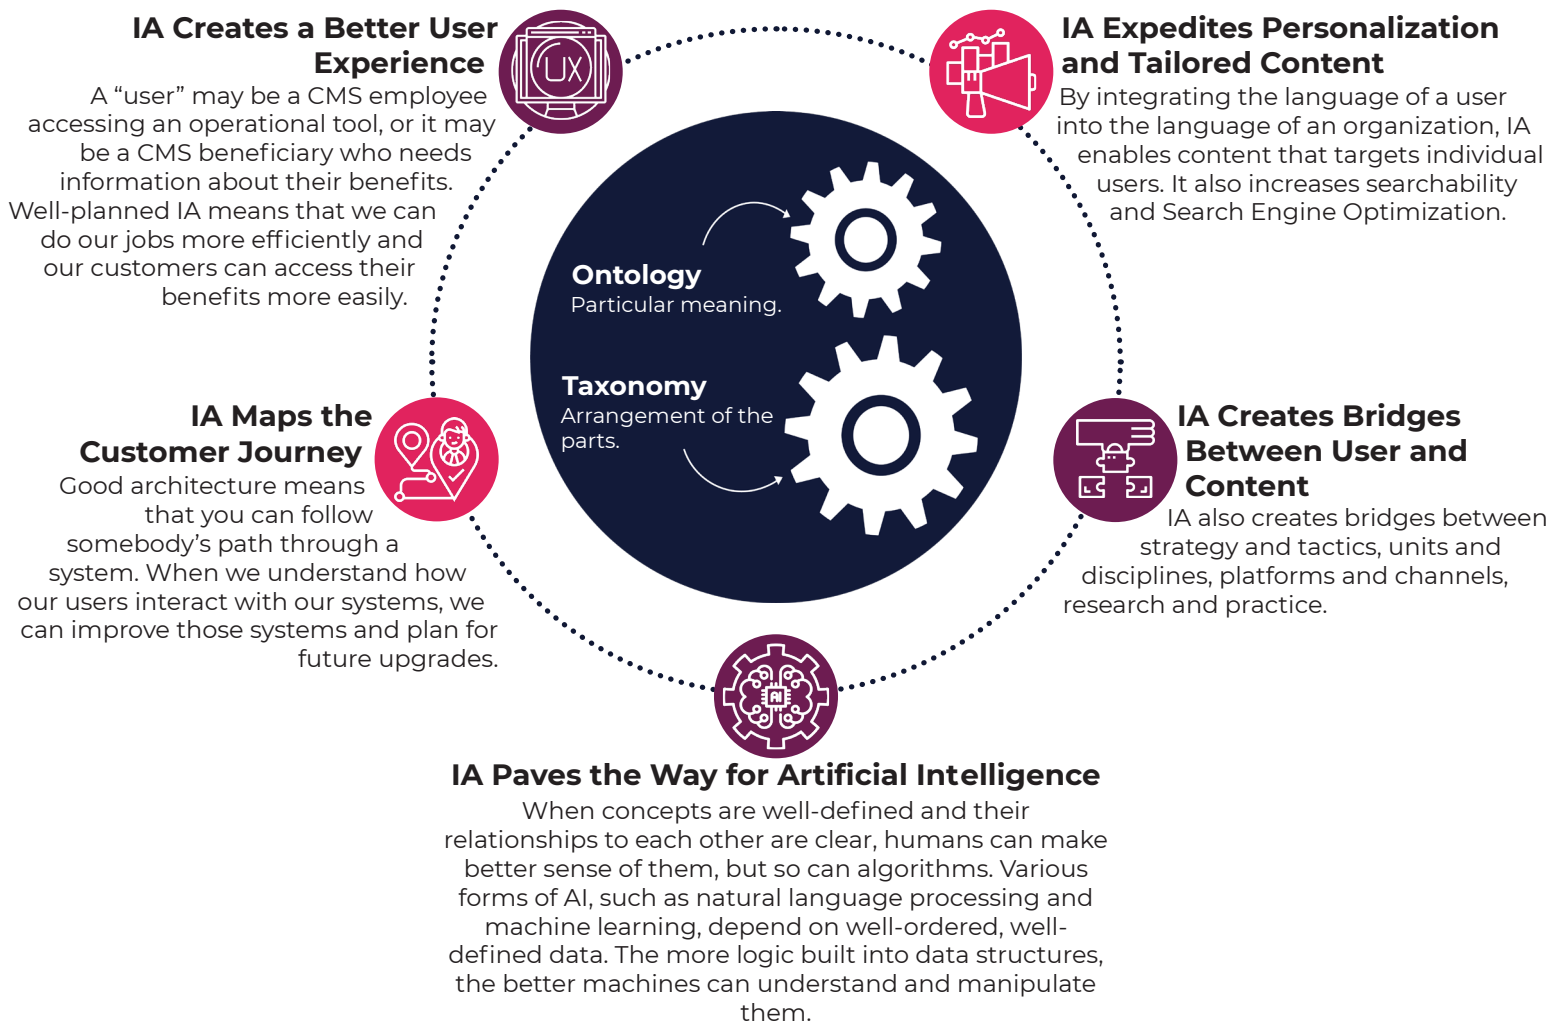 IA Creates a Better User
Experience
A “user” may be a CMS employee
accessing an operational tool, or it may
be a CMS beneficiary who needs
information about their benefits.
Well-planned IA means that we can
do our jobs more efficiently and
our customers can access their
benefits more easily.
UX
IA Expedites Personalization
and Tailored Content
By integrating the language of a user
into the language of an organization, IA
enables content that targets individual
users. It also increases searchability
and Search Engine Optimization.
Ontology
Particular meaning.
Taxonomy
Arrangement of the
parts.
IA Maps the
Customer Journey
Good architecture means
that you can follow
somebody’s path through a
system. When we understand how
our users interact with our systems, we
can improve those systems and plan for
future upgrades.
IA Creates Bridges
Between User and
Content
IA also creates bridges between
strategy and tactics, units and
disciplines, platforms and channels,
research and practice.
AI
IA Paves the Way for Artificial Intelligence
When concepts are well-defined and their
relationships to each other are clear, humans can make
better sense of them, but so can algorithms. Various
forms of AI, such as natural language processing and
machine learning, depend on well-ordered, well-
defined data. The more logic built into data structures,
the better machines can understand and manipulate
them.